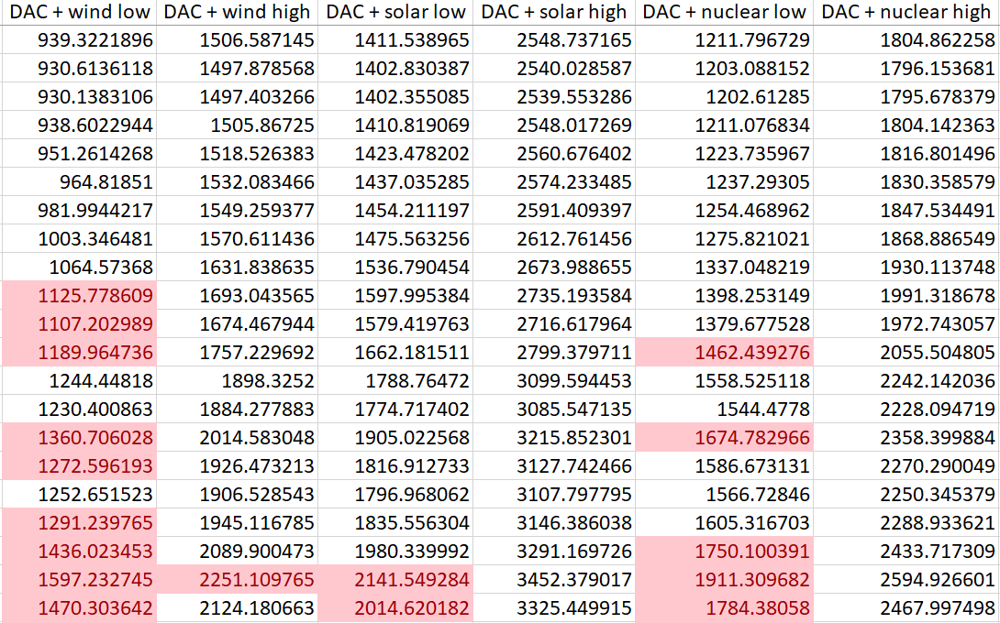 DAC + wind low DAC + wind high DAC + solar low DAC + solar high DAC + nuclear low DAC + nuclear high
939.3221896 1506.587145 1411.538965 2548.737165 1211.796729 1804.862258
930.6136118 1497.878568 1402.830387 2540.028587 1203.088152 1796.153681
930.1383106 1497.403266 1402.355085 2539.553286 1202.61285 1795.678379
938.6022944 1505.86725 1410.819069 2548.017269 1211.076834 1804.142363
951.2614268 1518.526383 1423.478202 2560.676402 1223.735967 1816.801496
964.81851 1532.083466 1437.035285 2574.233485 1237.29305 1830.358579
981.9944217 1549.259377 1454.211197 2591.409397 1254.468962 1847.534491
1003.346481 1570.611436 1475.563256 2612.761456 1275.821021 1868.886549
1064.57368 1631.838635 1536.790454 2673.988655 1337.048219 1930.113748
1125.778609 1693.043565 1597.995384 2735.193584 1398.253149 1991.318678
1107.202989 1674.467944 1579.419763 2716.617964 1379.677528 1972.743057
1189.964736 1757.229692 1662.181511 2799.379711 1462.439276 2055.504805
1244.44818 1898.3252 1788.76472 3099.594453 1558.525118 2242.142036
1230.400863 1884.277883 1774.717402 3085.547135 1544.4778 2228.094719
1360.706028 2014.583048 1905.022568 3215.852301 1674.782966 2358.399884
1272.596193 1926.473213 1816.912733 3127.742466 1586.673131 2270.290049
1252.651523 1906.528543 1796.968062 3107.797795 1566.72846 2250.345379
1291.239765 1945.116785 1835.556304 3146.386038 1605.316703 2288.933621
1436.023453 2089.900473 1980.339992 3291.169726 1750.100391 2433.717309
1597.232745 2251.109765 2141.549284 3452.379017 1911.309682 2594.926601
1470.303642 2124.180663 2014.620182 3325.449915 1784.38058 2467.997498